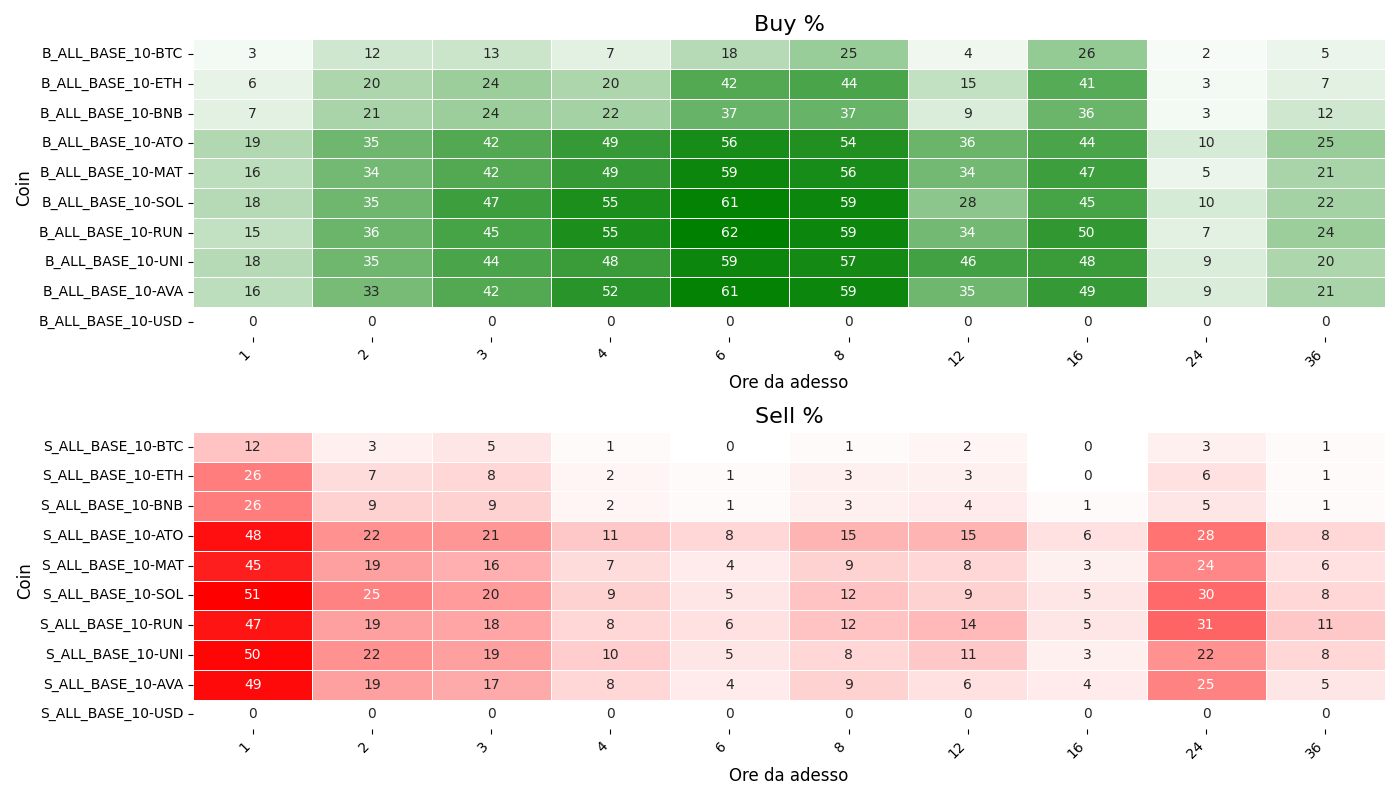 Buy %
B_ALL_BASE_10-BTC 3 12 13 7 18 25 4 26 2 5
B_ALL_BASE_10-ETH 6 20 24 20 42 44 15 41 3 7
B_ALL_BASE_10-BNB 7 21 24 22 37 37 9 36 3 12
B_ALL_BASE_10-ATO 19 35 42 49 56 54 36 44 10 25
B_ALL_BASE_10-MAT 16 34 42 49 59 56 34 47 5 21
B_ALL_BASE_10-SOL 18 35 47 55 61 59 28 45 10 22
B_ALL_BASE_10-RUN 15 36 45 55 62 59 34 50 7 24
B_ALL_BASE_10-UNI 18 35 44 48 59 57 46 48 9 20
B_ALL_BASE_10-AVA 16 33 42 52 61 59 35 49 9 21
B_ALL_BASE_10-USD 0 0 0 0 0 0 0 0 0 0
Coin
1 2 3 4 6 8 12 16 24 36
Ore da adesso
Sell %
S_ALL_BASE_10-BTC 12 3 5 1 0 1 2 0 3 1
S_ALL_BASE_10-ETH 26 7 8 2 1 3 3 0 6 1
S_ALL_BASE_10-BNB 26 9 9 2 1 3 4 1 5 1
S_ALL_BASE_10-ATO 48 22 21 11 8 15 15 6 28 8
S_ALL_BASE_10-MAT 45 19 16 7 4 9 8 3 24 6
S_ALL_BASE_10-SOL 51 25 20 9 5 12 9 5 30 8
S_ALL_BASE_10-RUN 47 19 18 8 6 12 14 5 31 11
S_ALL_BASE_10-UNI 50 22 19 10 5 8 11 3 22 8
S_ALL_BASE_10-AVA 49 19 17 8 4 9 6 4 25 5
S_ALL_BASE_10-USD 0 0 0 0 0 0 0 0 0 0
Coin
1 2 3 4 6 8 12 16 24 36
Ore da adesso